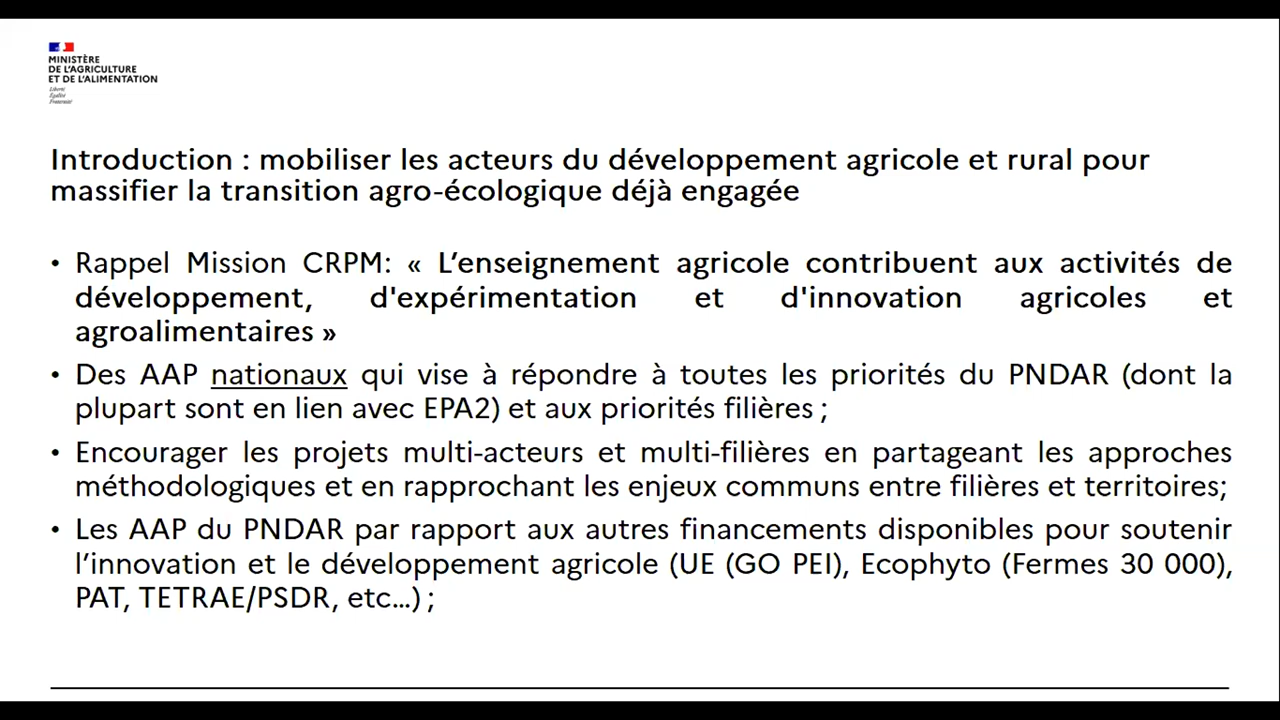 MINISTÈRE
DE L'AGRICULTURE
ET DE L'ALIMENTATION
Liberté
Égalité
Fraternité
Introduction : mobiliser les acteurs du développement agricole et rural pour
massifier la transition agro-écologique déjà engagée
• Rappel Mission CRPM: « L’enseignement agricole contribuent aux activités de
développement, d'expérimentation et d'innovation agricoles et
agroalimentaires »
• Des AAP nationaux qui vise à répondre à toutes les priorités du PNDAR (dont la
plupart sont en lien avec EPA2) et aux priorités filières ;
• Encourager les projets multi-acteurs et multi-filières en partageant les approches
méthodologiques et en rapprochant les enjeux communs entre filières et territoires;
• Les AAP du PNDAR par rapport aux autres financements disponibles pour soutenir
l’innovation et le développement agricole (UE (GO PEI), Ecophyto (Fermes 30 000),
PAT, TETRAE/PSDR, etc…) ;